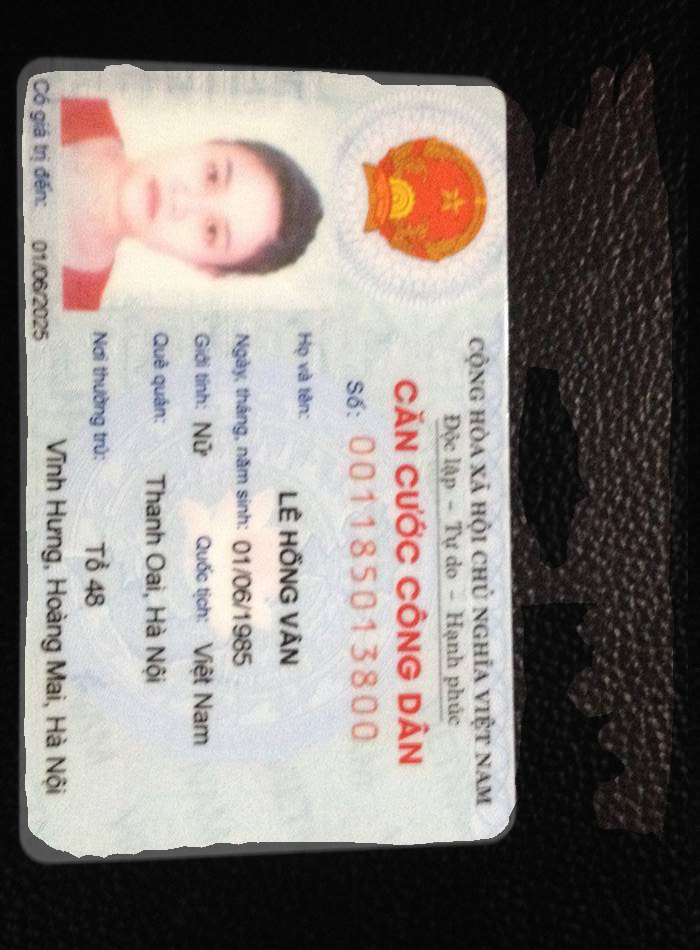 CỘNG HÒA XÃ HỘI CHỦ NGHĨA VIỆT NAM
Độc lập - Tự do - Hạnh phúc
CĂN CƯỚC CÔNG DÂN
Số: 001185013800
Họ và tên:
LÊ HỒNG VÂN
Ngày, tháng, năm sinh: 01/06/1985
Giới tính: Nữ Quốc tịch: Việt Nam
Quê quán:
Thanh Oai, Hà Nội
Nơi thường trú: Tổ 48
Vĩnh Hưng, Hoàng Mai, Hà Nội
Có giá trị đến: 01/06/2025